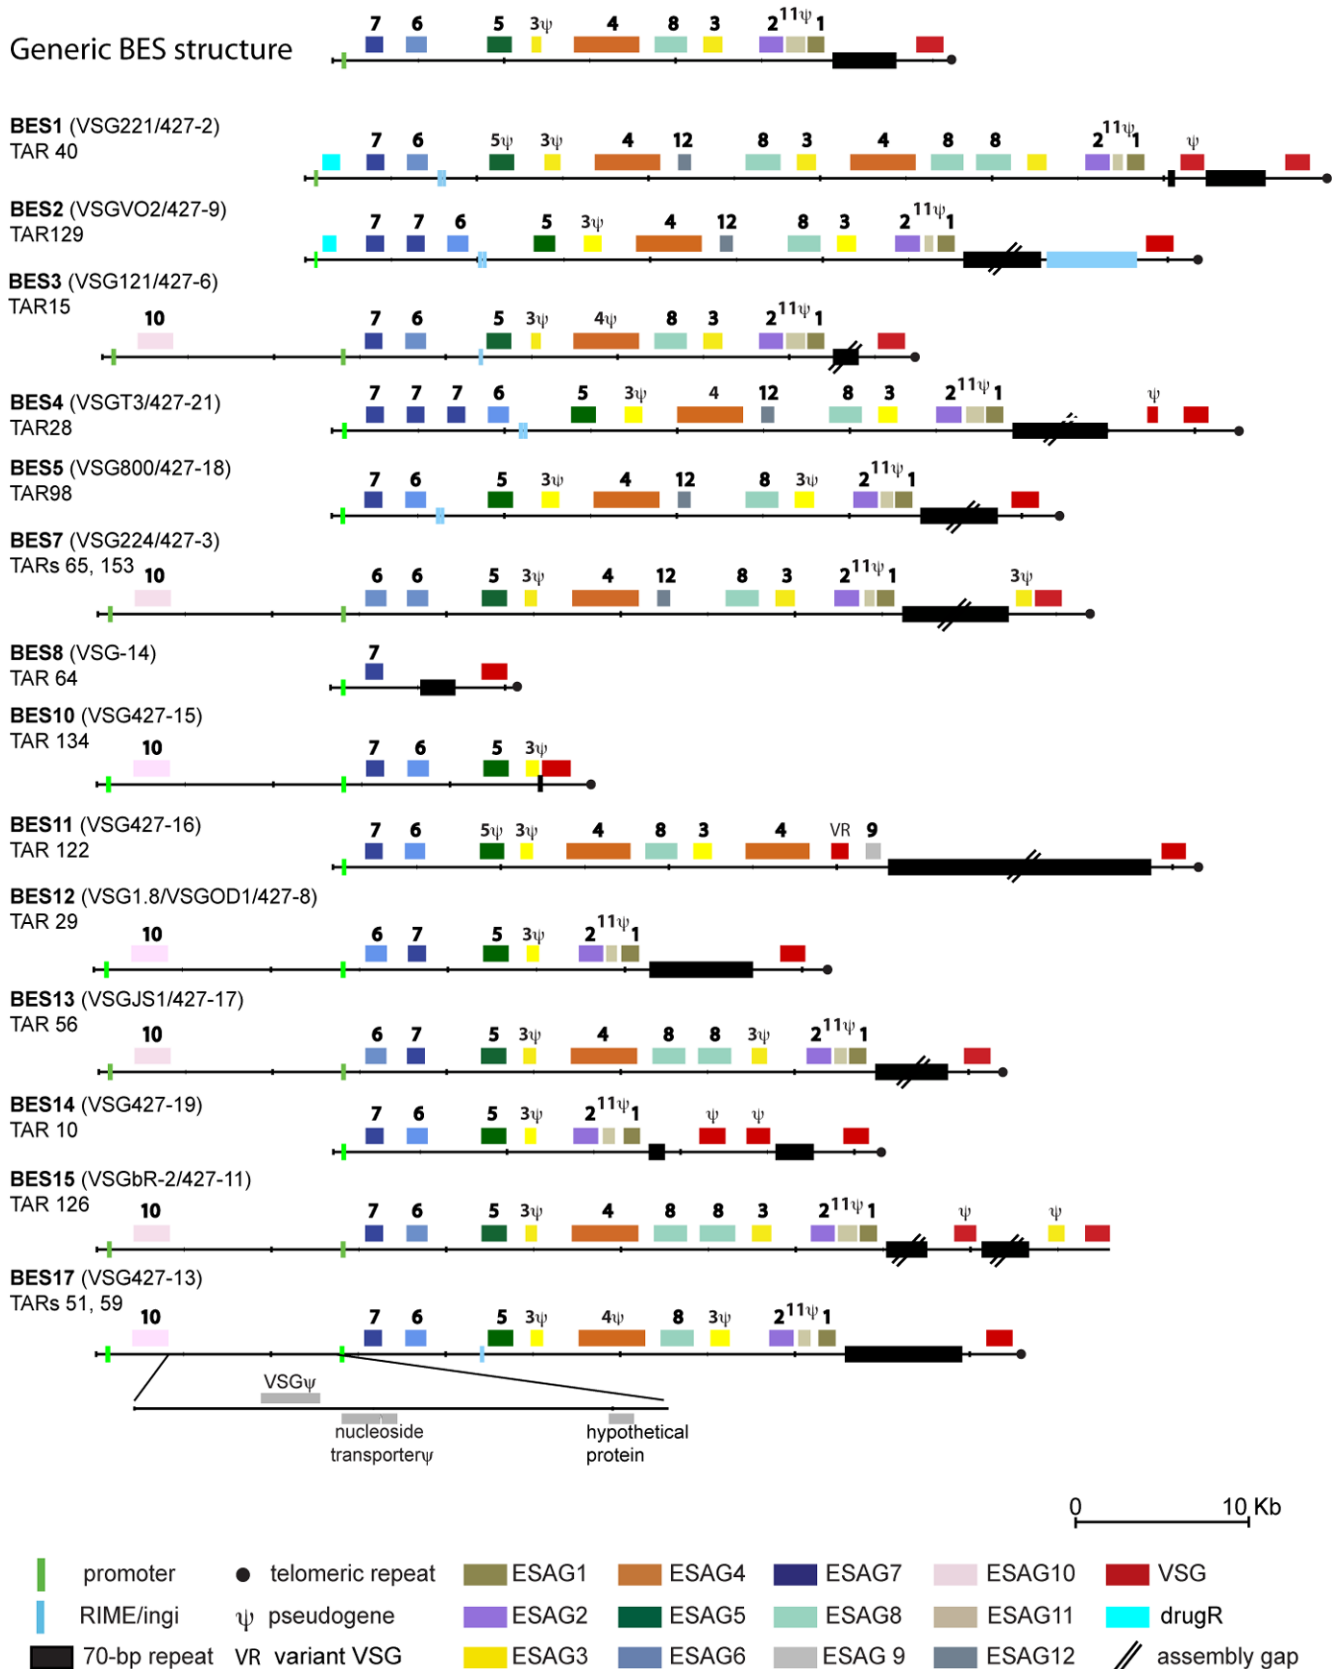 7 6 5 3ψ 4 8 3 2 11ψ 1
Generic BES structure
BES1 (VSG221/427-2)
TAR 40
7 6 5ψ 3ψ 4 12 8 3 4 8 8 2 11ψ 1 ψ
BES2 (VSGVO2/427-9)
TAR129
7 7 6 5 3ψ 4 12 8 3 2 11ψ 1
BES3 (VSG121/427-6)
TAR15
10 7 6 5 3ψ 4ψ 8 3 2 11ψ 1
BES4 (VSGT3/427-21)
TAR28
7 7 7 6 5 3ψ 4 12 8 3 2 11ψ 1 ψ
BES5 (VSG800/427-18)
TAR98
7 6 5 3ψ 4 12 8 3ψ 2 11ψ 1
BES7 (VSG224/427-3)
TARs 65, 153
10 6 6 5 3ψ 4 12 8 3 2 11ψ 1 3ψ
BES8 (VSG-14)
TAR 64
7
BES10 (VSG427-15)
TAR 134
10 7 6 5 3ψ
BES11 (VSG427-16)
TAR 122
7 6 5ψ 3ψ 4 8 3 4 VR 9
BES12 (VSG1.8/VSGOD1/427-8)
TAR 29
10 6 7 5 3ψ 2 11ψ 1
BES13 (VSGJS1/427-17)
TAR 56
10 6 7 5 3ψ 4 8 8 3ψ 2 11ψ 1
BES14 (VSG427-19)
TAR 10
7 6 5 3ψ 2 11ψ 1 ψ ψ
BES15 (VSGbR-2/427-11)
TAR 126
10 7 6 5 3ψ 4 8 8 3 2 11ψ 1 ψ ψ
BES17 (VSG427-13)
TARs 51, 59
10 7 6 5 3ψ 4ψ 8 3ψ 2 11ψ 1
VSGψ
nucleoside
transporterψ
hypothetical
protein
0 10 Kb
promoter telomeric repeat ESAG1 ESAG4 ESAG7 ESAG10 VSG
RIME/ingi ψ pseudogene ESAG2 ESAG5 ESAG8 ESAG11 drugR
70-bp repeat VR variant VSG ESAG3 ESAG6 ESAG 9 ESAG12 assembly gap